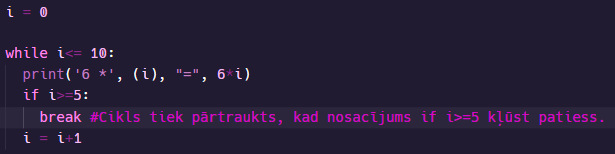 i = 0
while i<= 10:
print('6 *', (i), "=", 6*i)
if i>=5:
break #Cikls tiek pārtraukts, kad nosacījums if i>=5 kļūst patiess.
i = i+1